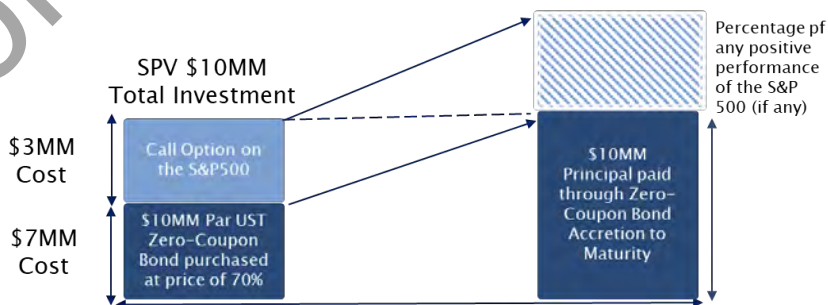 SPV $10MM
Total Investment
$3MM
Cost
Call Option on
the S&P500
$7MM
Cost
$10MM Par UST
Zero-Coupon
Bond purchased
at price of 70%
$10MM
Principal paid
through Zero-
Coupon Bond
Accretion to
Maturity
Percentage pf
any positive
performance
of the S&P
500 (if any)